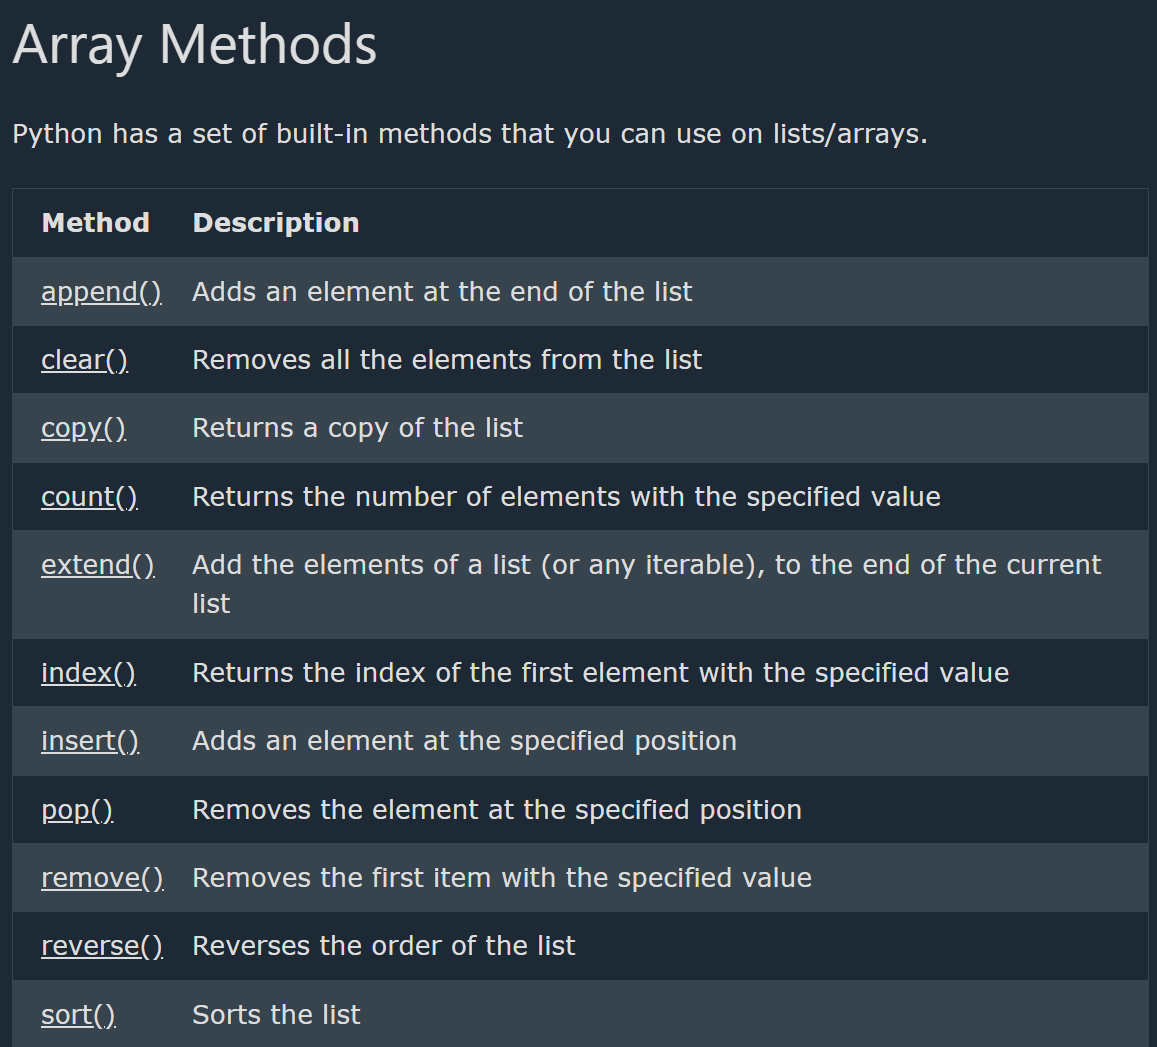 Array Methods
Python has a set of built-in methods that you can use on lists/arrays.
Method Description
append() Adds an element at the end of the list
clear() Removes all the elements from the list
copy() Returns a copy of the list
count() Returns the number of elements with the specified value
extend() Add the elements of a list (or any iterable), to the end of the current
list
index() Returns the index of the first element with the specified value
insert() Adds an element at the specified position
pop() Removes the element at the specified position
remove() Removes the first item with the specified value
reverse() Reverses the order of the list
sort() Sorts the list